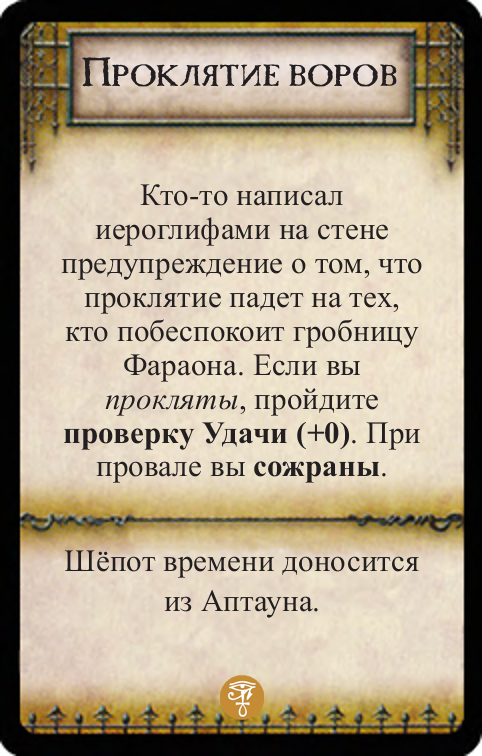 Проклятие воров
Кто-то написал
иероглифами на стене
предупреждение о том, что
проклятие падет на тех,
кто побеспокоит гробницу
Фараона. Если вы
прокляты, пройдите
проверку Удачи (+0). При
провале вы сожраны.
Шёпот времени доносится
из Аптауна.